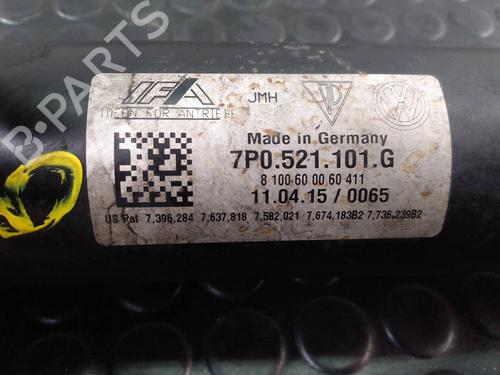 B-PARTS
IFA
JMH
IDEEN FÜR ANTRIEBE
Made in Germany
7P0.521.101.G
8 100 60 00 60 411
11.04.15 / 0065
US Pat 7,396,284 7,637,818 7,582,021 7,674,183B2 7,736,239B2